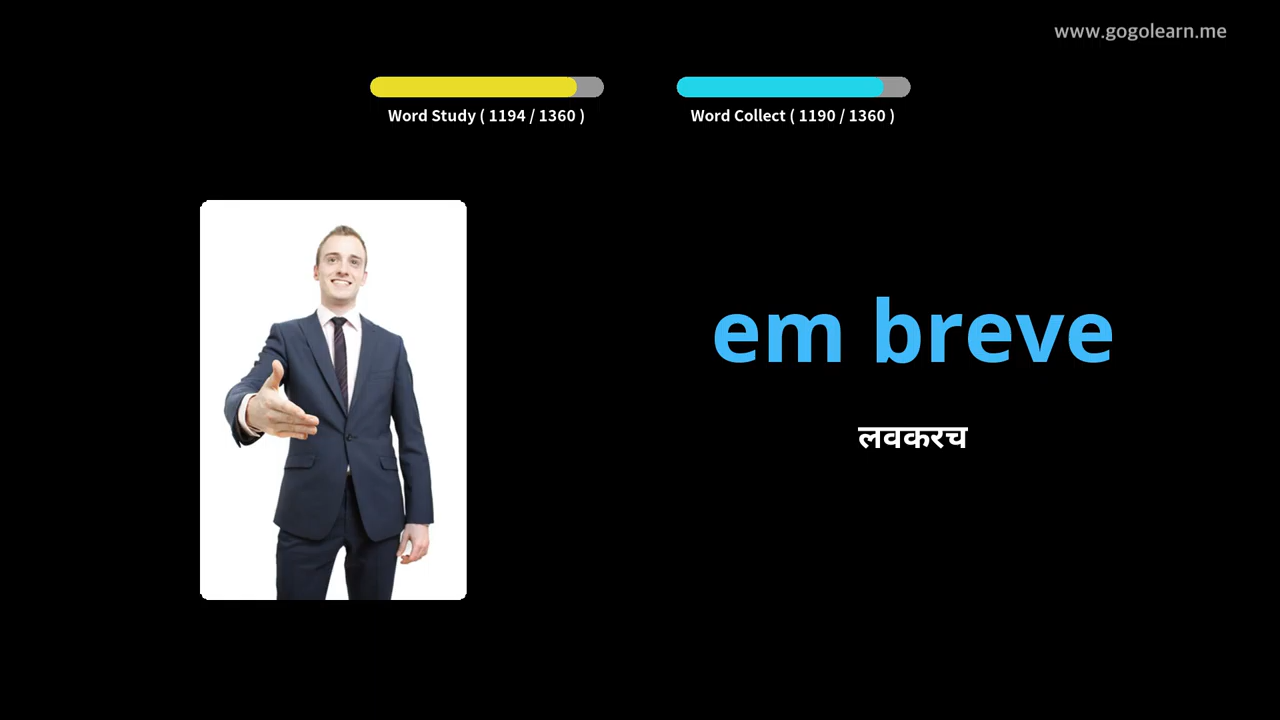 www.gogolearn.me
Word Study ( 1194 / 1360 )
Word Collect ( 1190 / 1360 )
em breve
लवकरच